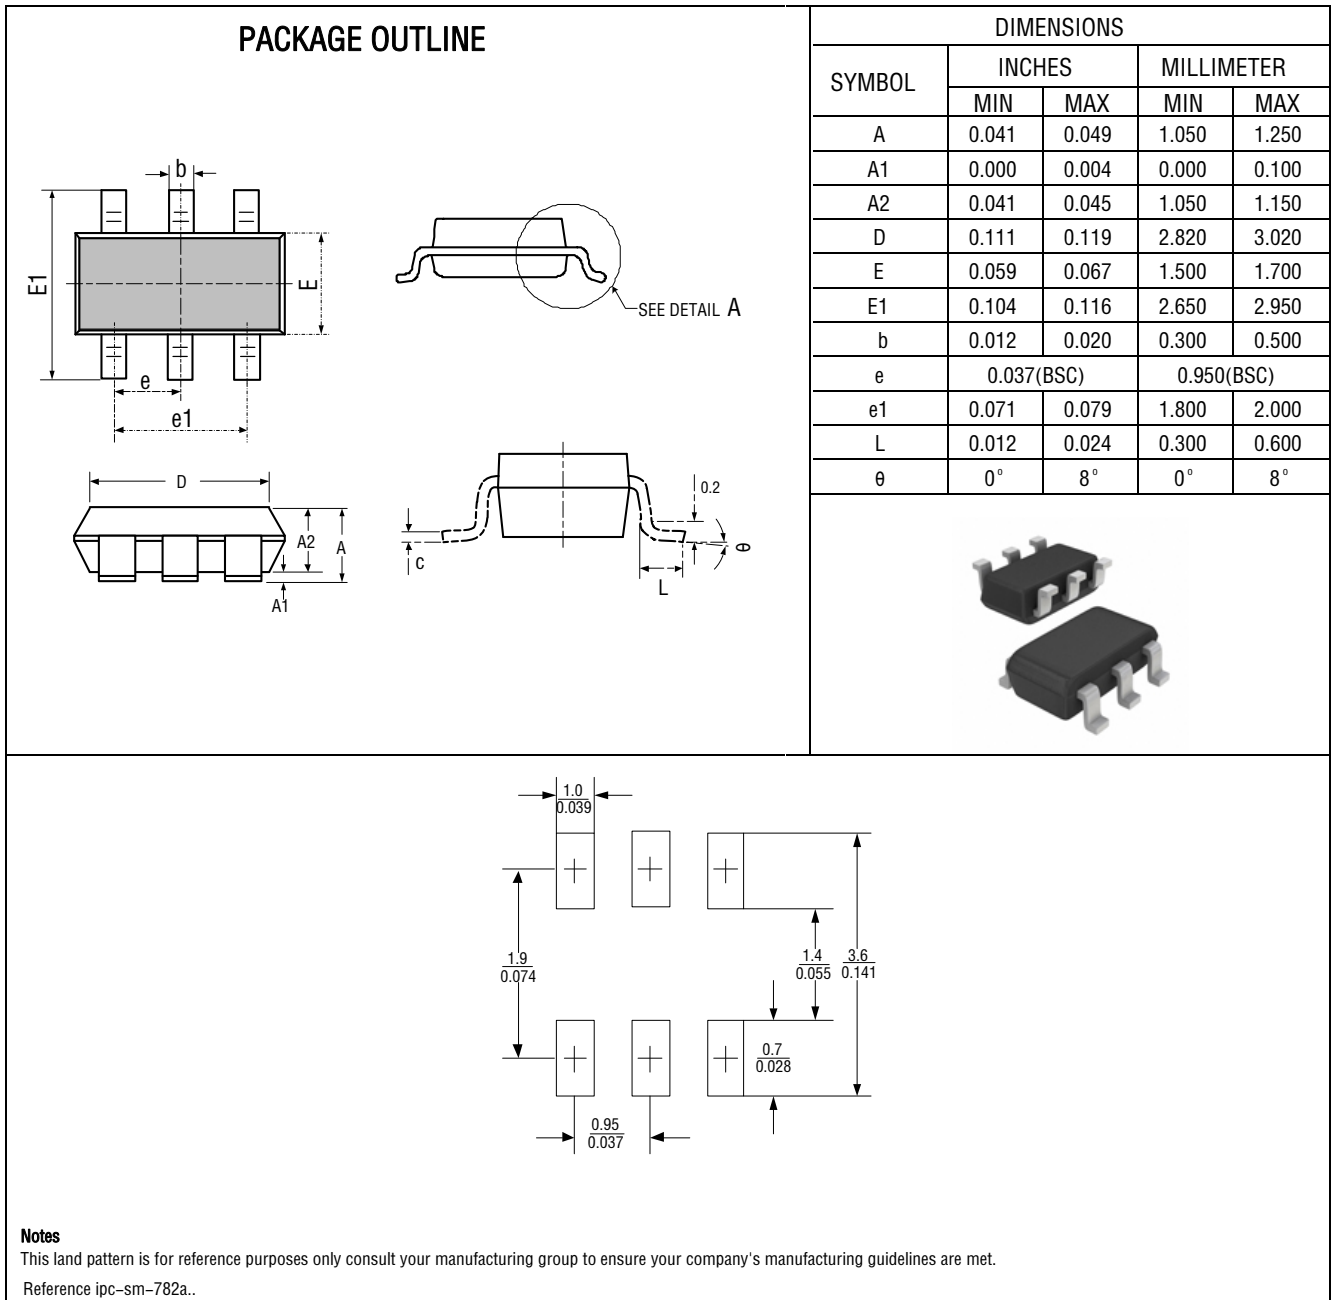 PACKAGE OUTLINE
b
E1
E
e
e1
SEE DETAIL A
D
A2
A
A1
C
0.2
θ
L
DIMENSIONS
SYMBOL INCHES MILLIMETER
MIN MAX MIN MAX
A 0.041 0.049 1.050 1.250
A1 0.000 0.004 0.000 0.100
A2 0.041 0.045 1.050 1.150
D 0.111 0.119 2.820 3.020
E 0.059 0.067 1.500 1.700
E1 0.104 0.116 2.650 2.950
b 0.012 0.020 0.300 0.500
e 0.037(BSC) 0.950(BSC)
e1 0.071 0.079 1.800 2.000
L 0.012 0.024 0.300 0.600
θ 0° 8° 0° 8°
1.0
0.039
1.9
0.074
1.4
0.055
3.6
0.141
0.7
0.028
0.95
0.037
Notes
This land pattern is for reference purposes only consult your manufacturing group to ensure your company's manufacturing guidelines are met.
Reference ipc-sm-782a..